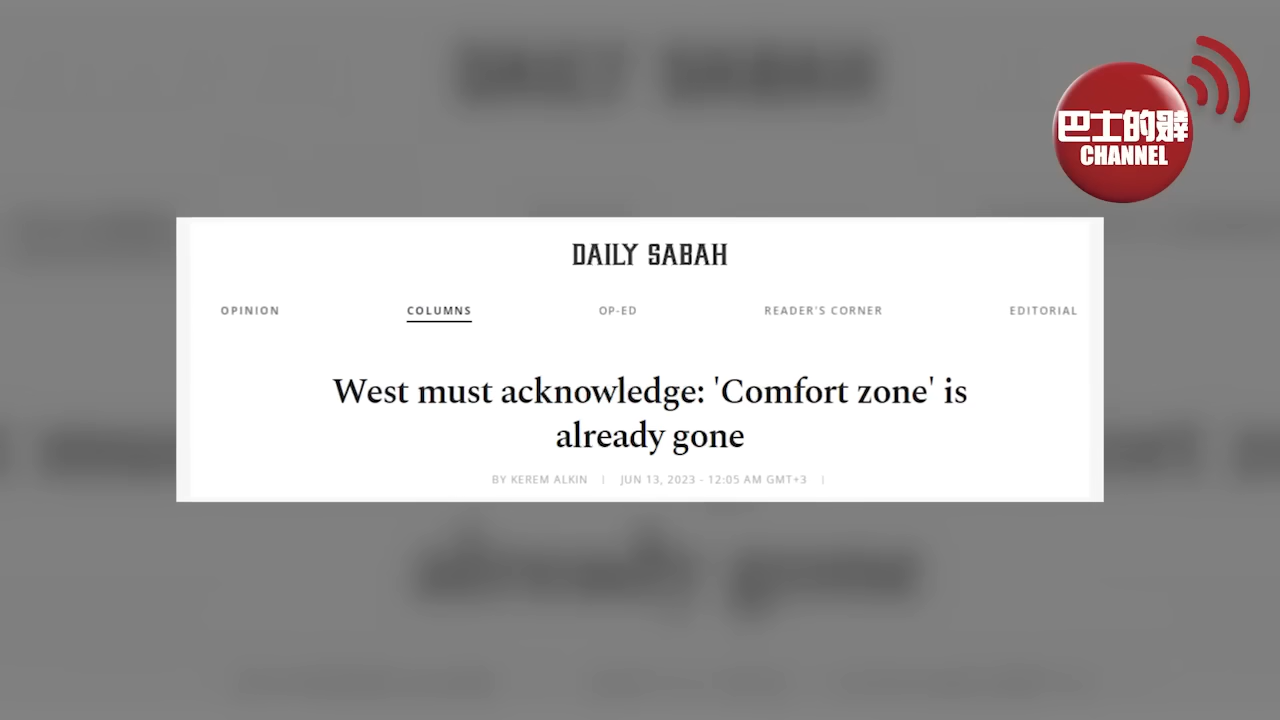 巴士的報
CHANNEL
DAILY SABAH
OPINION
COLUMNS
OP-ED
READER'S CORNER
EDITORIAL
West must acknowledge: 'Comfort zone' is
already gone
BY KEREM ALKIN | JUN 13, 2023 - 12:05 AM GMT+3 |